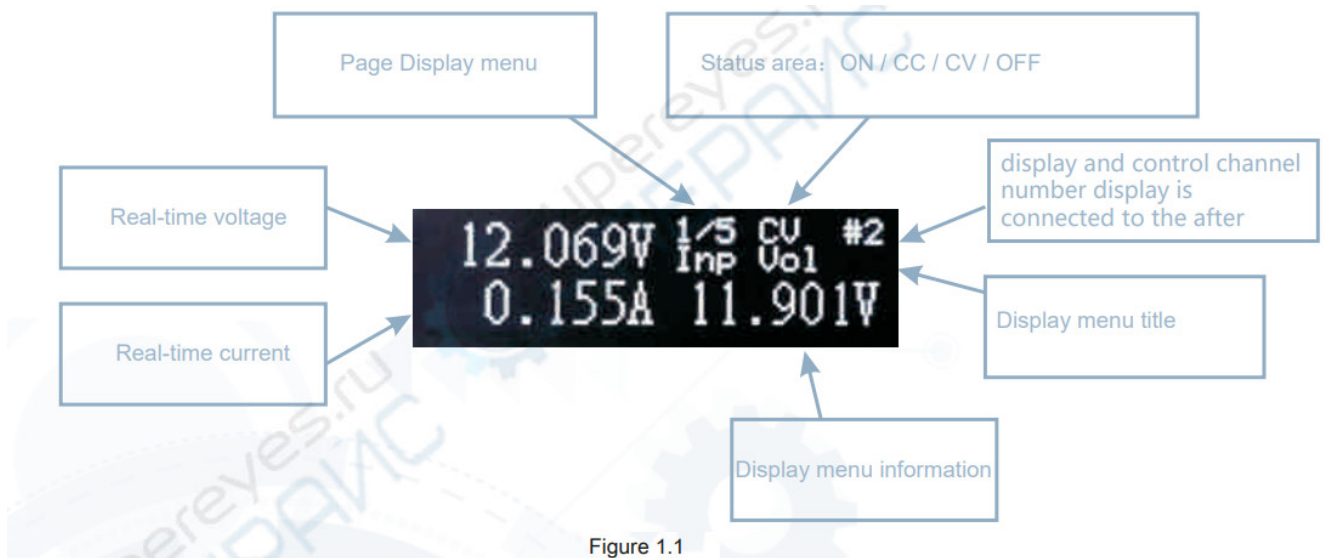 Page Display menu
Status area：ON / CC / CV / OFF
display and control channel
number display is
connected to the after
Real-time voltage
12.069V 1/5 CV #2
Inp Vol
0.155A 11.901V
Display menu title
Real-time current
Display menu information
Figure 1.1